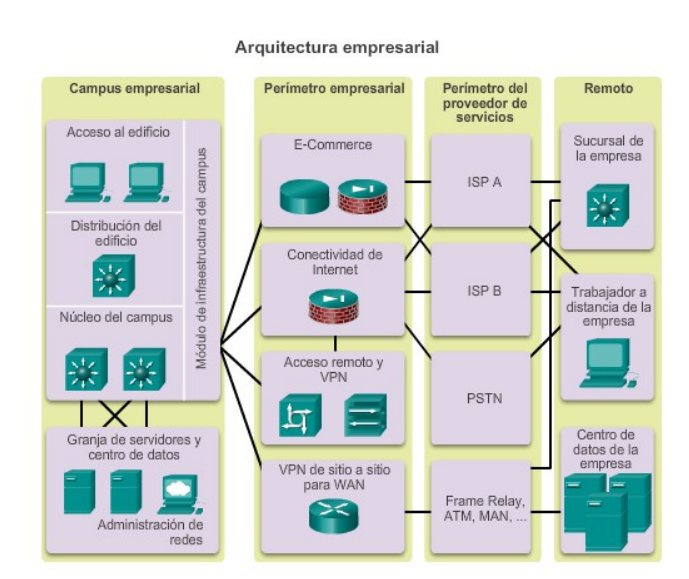 Arquitectura empresarial
Campus empresarial
Acceso al edificio
Distribución del
edificio
Núcleo del campus
Módulo de infraestructura del campus
Granja de servidores y
centro de datos
Administración de
redes
Perímetro empresarial
E-Commerce
Conectividad de
Internet
Acceso remoto y
VPN
VPN de sitio a sitio
para WAN
Perímetro del
proveedor de
servicios
ISP A
ISP B
PSTN
Frame Relay,
ATM, MAN, ...
Remoto
Sucursal de
la empresa
Trabajador a
distancia de la
empresa
Centro de
datos de la
empresa